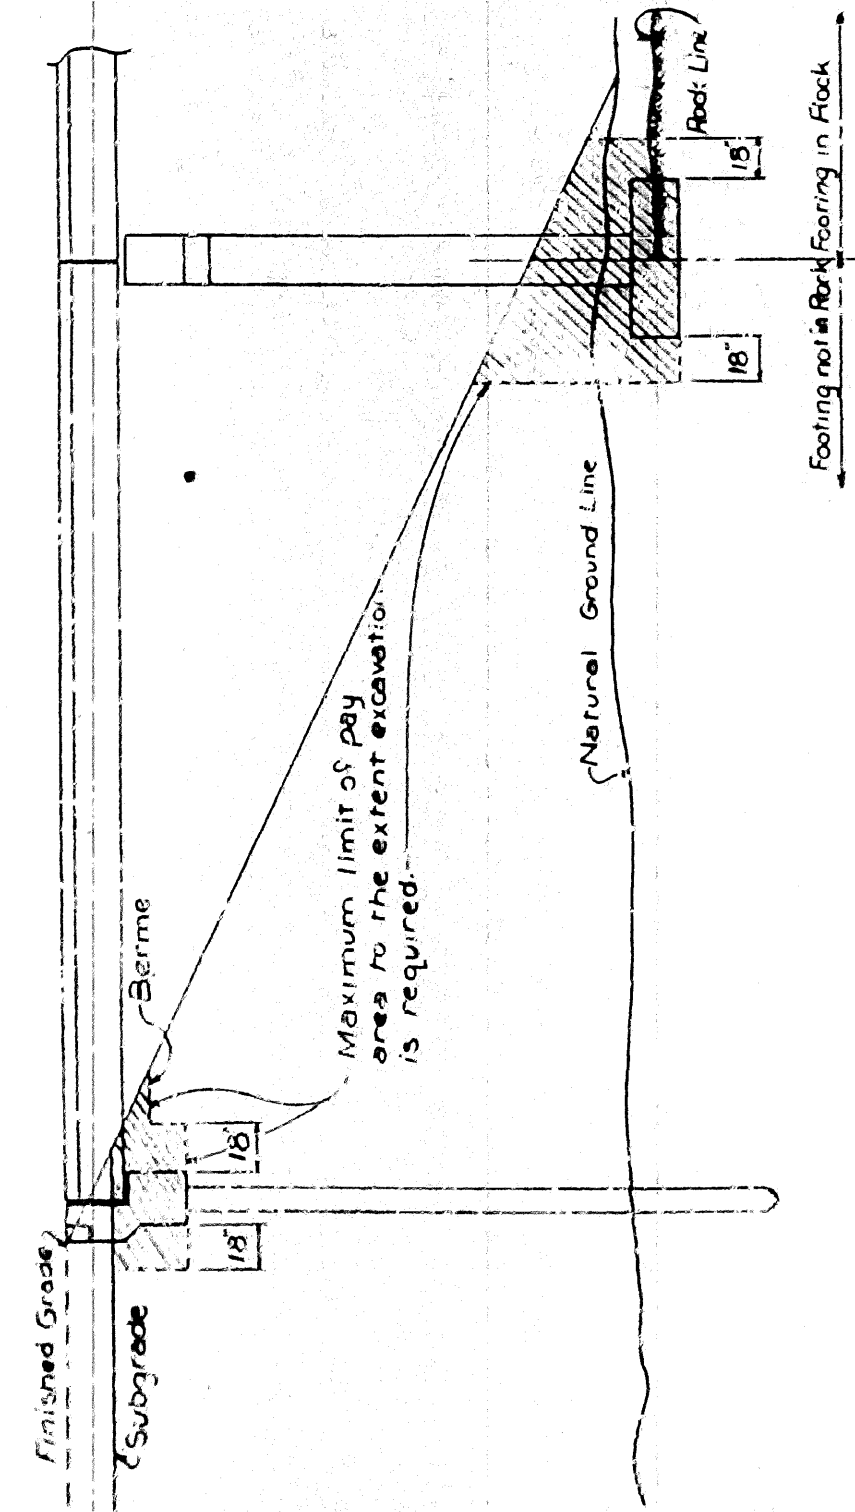 Finished Grade
Subgrade
18"
18"
Berme
Maximum limit of pay
area to the extent excavation
is required.
Natural Ground Line
18"
18"
Rock Line
Footing not in Rock
Footing in Rock